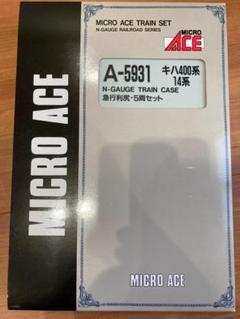 MICRO ACE TRAIN SET
N-GAUGE RAILROAD SERIES
MICRO
ACE
A-5931
キハ400系
14系
N-GAUGE TRAIN CASE
急行利尻・5両セット
MICRO ACE
MICRO ACE